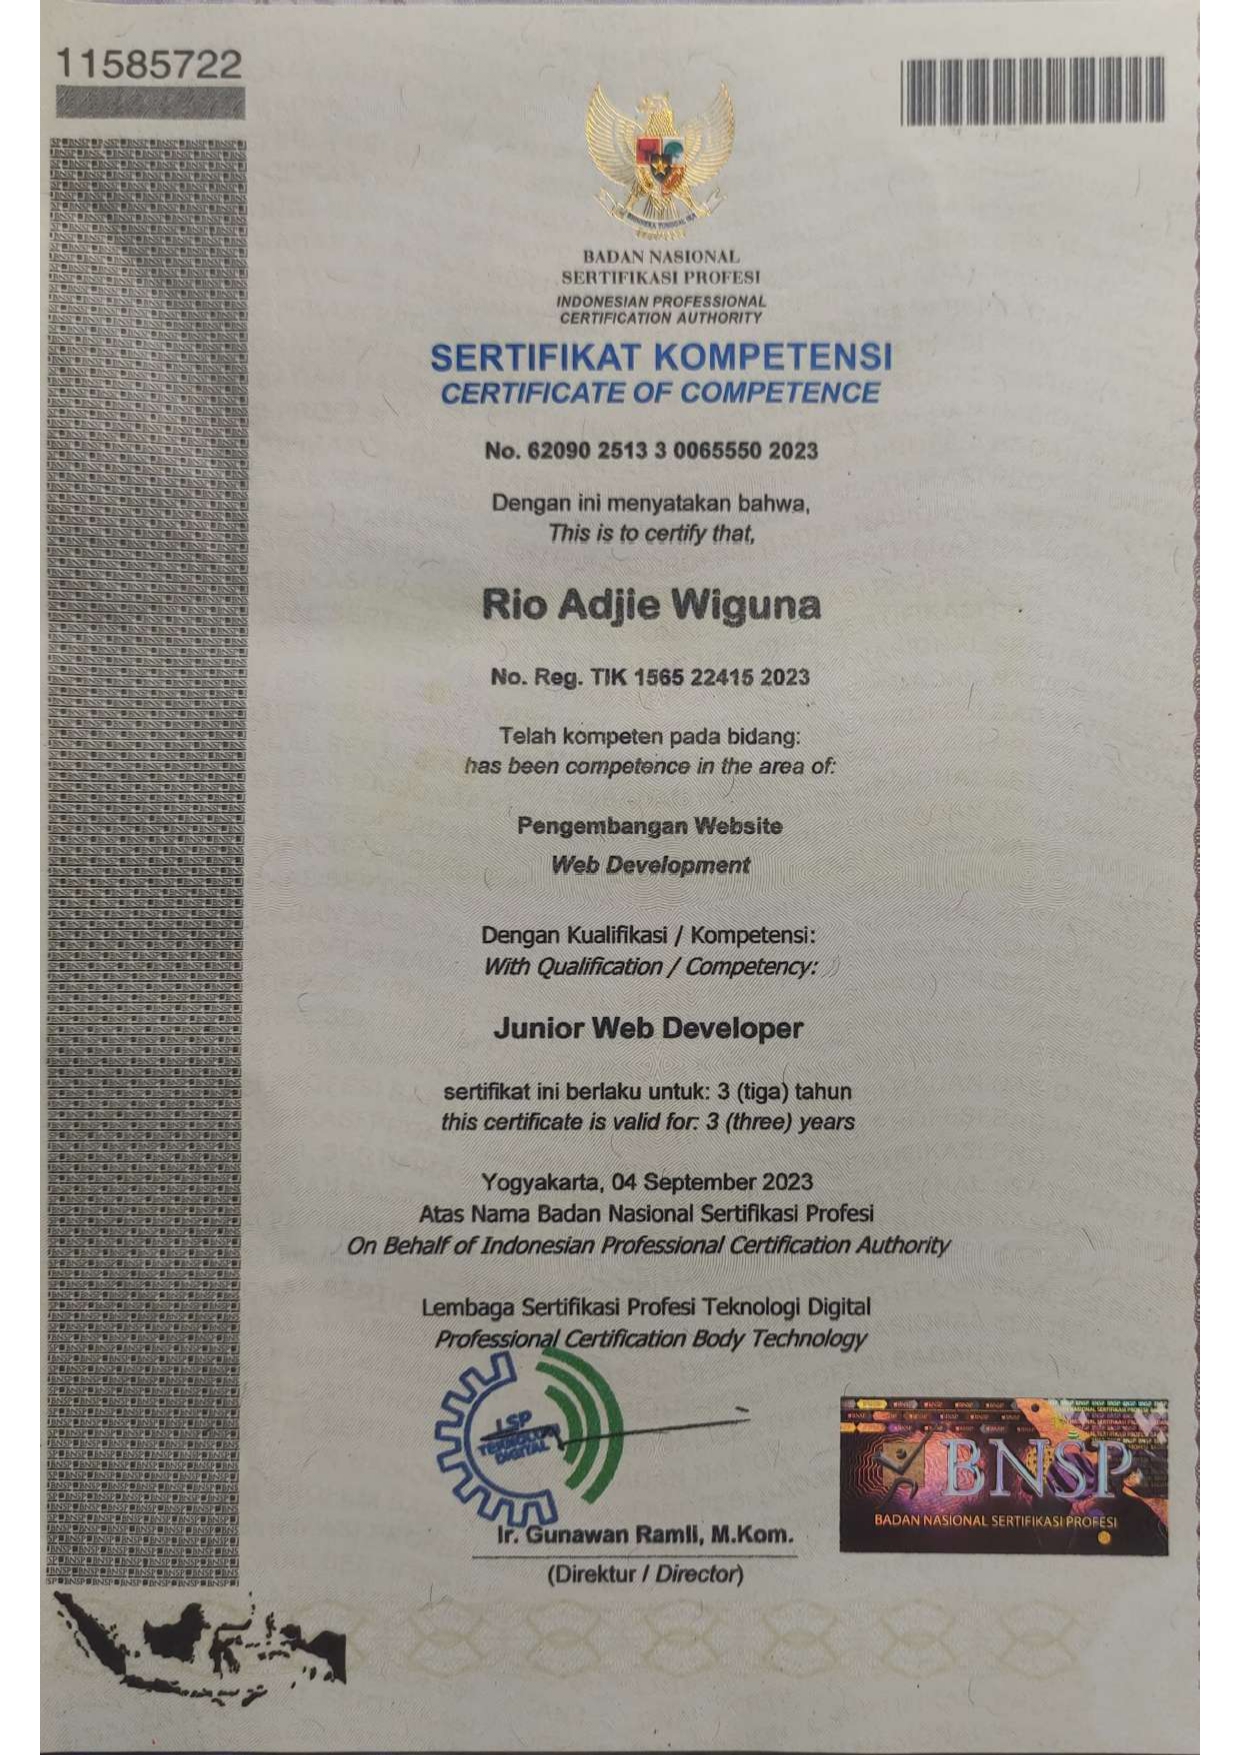 11585722
BADAN NASIONAL
SERTIFIKASI PROFESI
INDONESIAN PROFESSIONAL
CERTIFICATION AUTHORITY
SERTIFIKAT KOMPETENSI
CERTIFICATE OF COMPETENCE
No. 62090 2513 3 0065550 2023
Dengan ini menyatakan bahwa,
This is to certify that,
Rio Adjie Wiguna
No. Reg. TIK 1565 22415 2023
Telah kompeten pada bidang:
has been competence in the area of:
Pengembangan Website
Web Development
Dengan Kualifikasi / Kompetensi:
With Qualification / Competency:
Junior Web Developer
sertifikat ini berlaku untuk: 3 (tiga) tahun
this certificate is valid for: 3 (three) years
Yogyakarta, 04 September 2023
Atas Nama Badan Nasional Sertifikasi Profesi
On Behalf of Indonesian Professional Certification Authority
Lembaga Sertifikasi Profesi Teknologi Digital
Professional Certification Body Technology
LSP
TEKNOLOGI
DIGITAL
BNSP
BADAN NASIONAL SERTIFIKASI PROFESI
Ir. Gunawan Ramli, M.Kom.
(Direktur / Director)